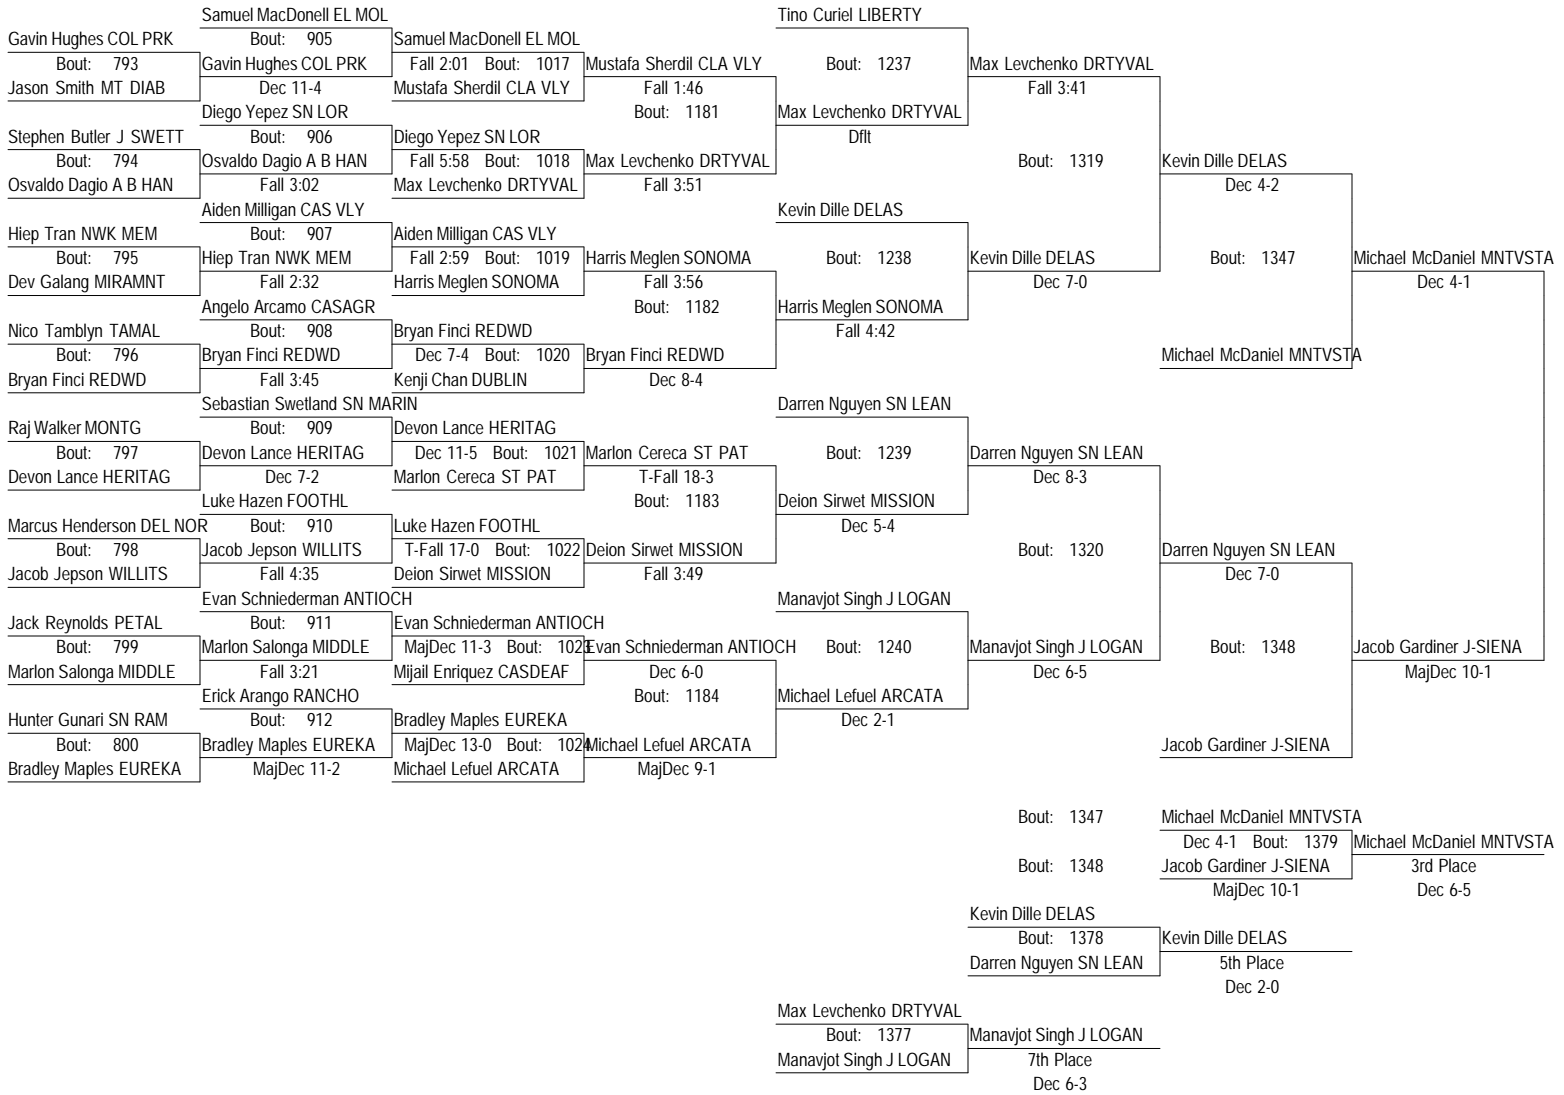 Samuel MacDonell EL MOL
Tino Curiel LIBERTY
Gavin Hughes COL PRK
Bout: 905
Samuel MacDonell EL MOL
Bout: 793
Gavin Hughes COL PRK
Fall 2:01 Bout: 1017
Mustafa Sherdil CLA VLY
Bout: 1237
Max Levchenko DRTYVAL
Jason Smith MT DIAB
Dec 11-4
Mustafa Sherdil CLA VLY
Fall 1:46
Fall 3:41
Diego Yepez SN LOR
Bout: 1181
Max Levchenko DRTYVAL
Stephen Butler J SWETT
Bout: 906
Diego Yepez SN LOR
Dflt
Bout: 794
Osvaldo Dagio A B HAN
Fall 5:58 Bout: 1018
Max Levchenko DRTYVAL
Bout: 1319
Kevin Dille DELAS
Osvaldo Dagio A B HAN
Fall 3:02
Max Levchenko DRTYVAL
Fall 3:51
Dec 4-2
Aiden Milligan CAS VLY
Kevin Dille DELAS
Hiep Tran NWK MEM
Bout: 907
Aiden Milligan CAS VLY
Bout: 795
Hiep Tran NWK MEM
Fall 2:59 Bout: 1019
Harris Meglen SONOMA
Bout: 1238
Kevin Dille DELAS
Bout: 1347
Michael McDaniel MNTVSTA
Dev Galang MIRAMNT
Fall 2:32
Harris Meglen SONOMA
Fall 3:56
Dec 7-0
Dec 4-1
Angelo Arcamo CASAGR
Bout: 1182
Harris Meglen SONOMA
Nico Tamblyn TAMAL
Bout: 908
Bryan Finci REDWD
Fall 4:42
Bout: 796
Bryan Finci REDWD
Dec 7-4 Bout: 1020
Bryan Finci REDWD
Michael McDaniel MNTVSTA
Bryan Finci REDWD
Fall 3:45
Kenji Chan DUBLIN
Dec 8-4
Sebastian Swetland SN MARIN
Darren Nguyen SN LEAN
Raj Walker MONTG
Bout: 909
Devon Lance HERITAG
Bout: 797
Devon Lance HERITAG
Dec 11-5 Bout: 1021
Marlon Cereca ST PAT
Bout: 1239
Darren Nguyen SN LEAN
Devon Lance HERITAG
Dec 7-2
Marlon Cereca ST PAT
T-Fall 18-3
Dec 8-3
Luke Hazen FOOTHL
Bout: 1183
Deion Sirwet MISSION
Marcus Henderson DEL NOR
Bout: 910
Luke Hazen FOOTHL
Dec 5-4
Bout: 798
Jacob Jepson WILLITS
T-Fall 17-0 Bout: 1022
Deion Sirwet MISSION
Bout: 1320
Darren Nguyen SN LEAN
Jacob Jepson WILLITS
Fall 4:35
Deion Sirwet MISSION
Fall 3:49
Dec 7-0
Evan Schniederman ANTIOCH
Manavjot Singh J LOGAN
Jack Reynolds PETAL
Bout: 911
Evan Schniederman ANTIOCH
Bout: 799
Marlon Salonga MIDDLE
MajDec 11-3 Bout: 1023
Evan Schniederman ANTIOCH
Bout: 1240
Manavjot Singh J LOGAN
Bout: 1348
Jacob Gardiner J-SIENA
Marlon Salonga MIDDLE
Fall 3:21
Mijail Enriquez CASDEAF
Dec 6-0
Dec 6-5
MajDec 10-1
Erick Arango RANCHO
Bout: 1184
Michael Lefuel ARCATA
Hunter Gunari SN RAM
Bout: 912
Bradley Maples EUREKA
Dec 2-1
Bout: 800
Bradley Maples EUREKA
MajDec 13-0 Bout: 1024
Michael Lefuel ARCATA
Jacob Gardiner J-SIENA
Bradley Maples EUREKA
MajDec 11-2
Michael Lefuel ARCATA
MajDec 9-1
Bout: 1347
Michael McDaniel MNTVSTA
Dec 4-1 Bout: 1379
Michael McDaniel MNTVSTA
Bout: 1348
Jacob Gardiner J-SIENA
3rd Place
MajDec 10-1
Dec 6-5
Kevin Dille DELAS
Bout: 1378
Kevin Dille DELAS
Darren Nguyen SN LEAN
5th Place
Dec 2-0
Max Levchenko DRTYVAL
Bout: 1377
Manavjot Singh J LOGAN
Manavjot Singh J LOGAN
7th Place
Dec 6-3